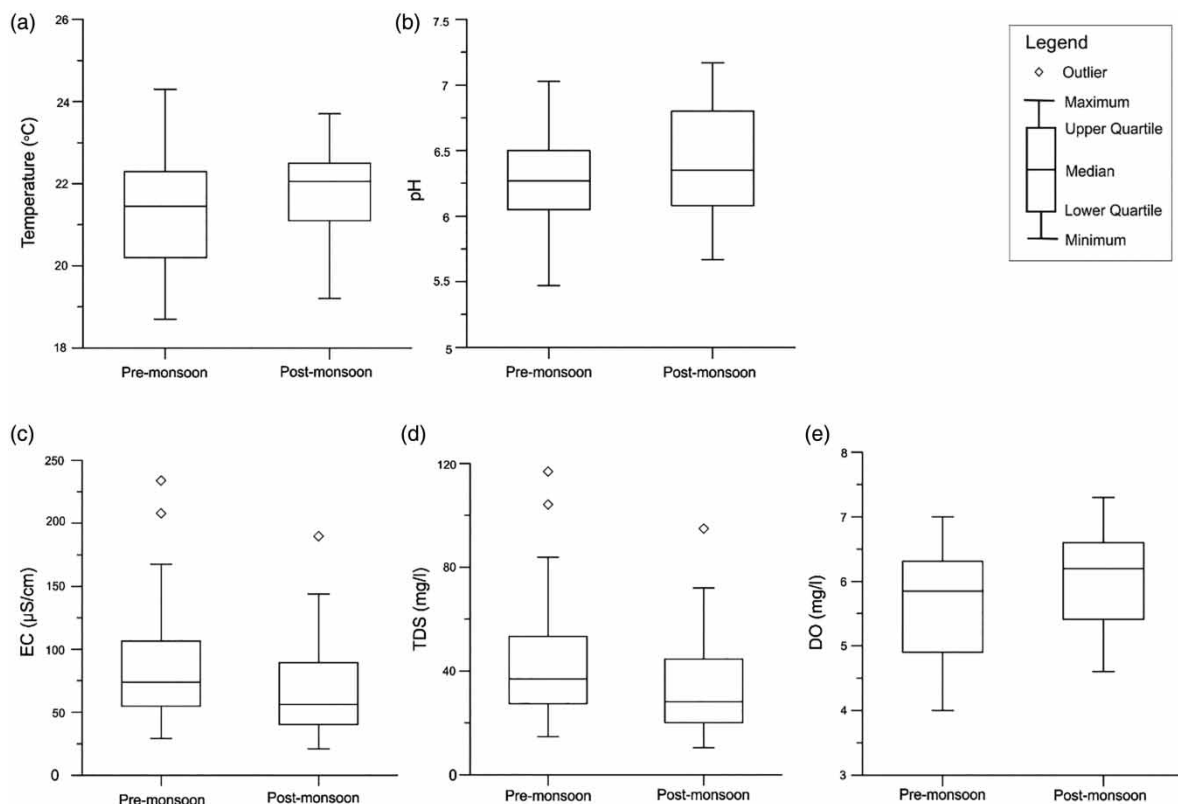 (a)
26
24
22
20
18
Temperature (°C)
Pre-monsoon
Post-monsoon
(b)
7.5
7
6.5
6
5.5
5
pH
Pre-monsoon
Post-monsoon
Legend
Outlier
Maximum
Upper Quartile
Median
Lower Quartile
Minimum
(c)
250
200
150
100
50
0
EC (µS/cm)
Pre-monsoon
Post-monsoon
(d)
120
80
40
0
TDS (mg/l)
Pre-monsoon
Post-monsoon
(e)
8
7
6
5
4
3
DO (mg/l)
Pre-monsoon
Post-monsoon